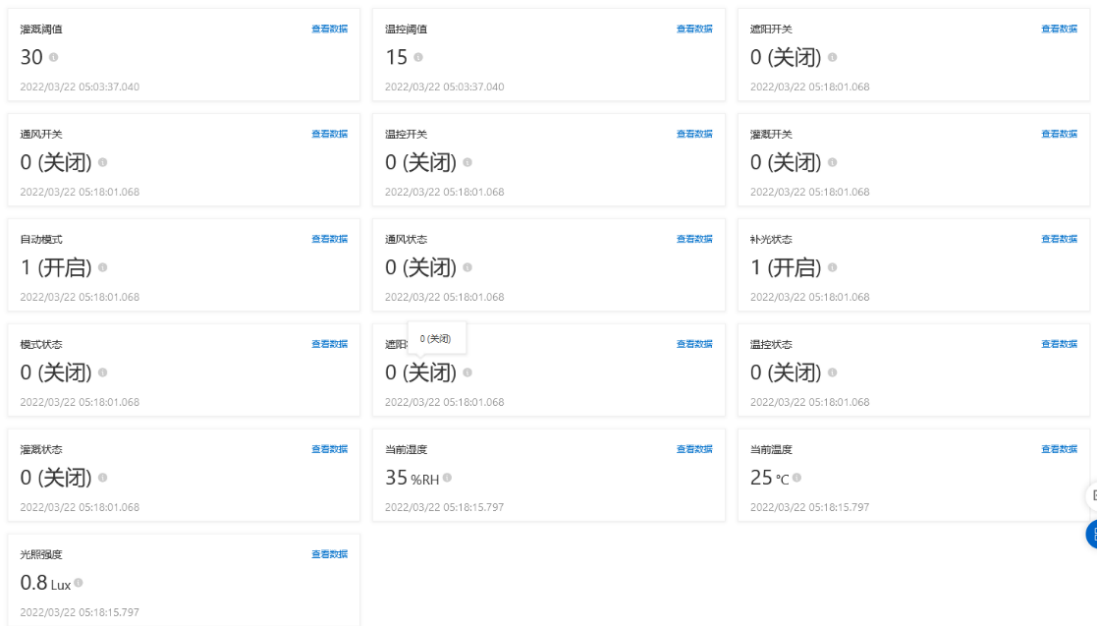 灌溉阈值 查看数据
30
2022/03/22 05:03:37.040
温控阈值 查看数据
15
2022/03/22 05:03:37.040
遮阳开关 查看数据
0 (关闭)
2022/03/22 05:18:01.068
通风开关 查看数据
0 (关闭)
2022/03/22 05:18:01.068
温控开关 查看数据
0 (关闭)
2022/03/22 05:18:01.068
灌溉开关 查看数据
0 (关闭)
2022/03/22 05:18:01.068
自动模式 查看数据
1 (开启)
2022/03/22 05:18:01.068
通风状态 查看数据
0 (关闭)
2022/03/22 05:18:01.068
补光状态 查看数据
1 (开启)
2022/03/22 05:18:01.068
模式状态 查看数据
0 (关闭)
2022/03/22 05:18:01.068
遮阳 查看数据
0 (关闭)
0 (关闭)
2022/03/22 05:18:01.068
温控状态 查看数据
0 (关闭)
2022/03/22 05:18:01.068
灌溉状态 查看数据
0 (关闭)
2022/03/22 05:18:01.068
当前湿度 查看数据
35 %RH
2022/03/22 05:18:15.797
当前温度 查看数据
25 °C
2022/03/22 05:18:15.797
光照强度 查看数据
0.8 Lux
2022/03/22 05:18:15.797